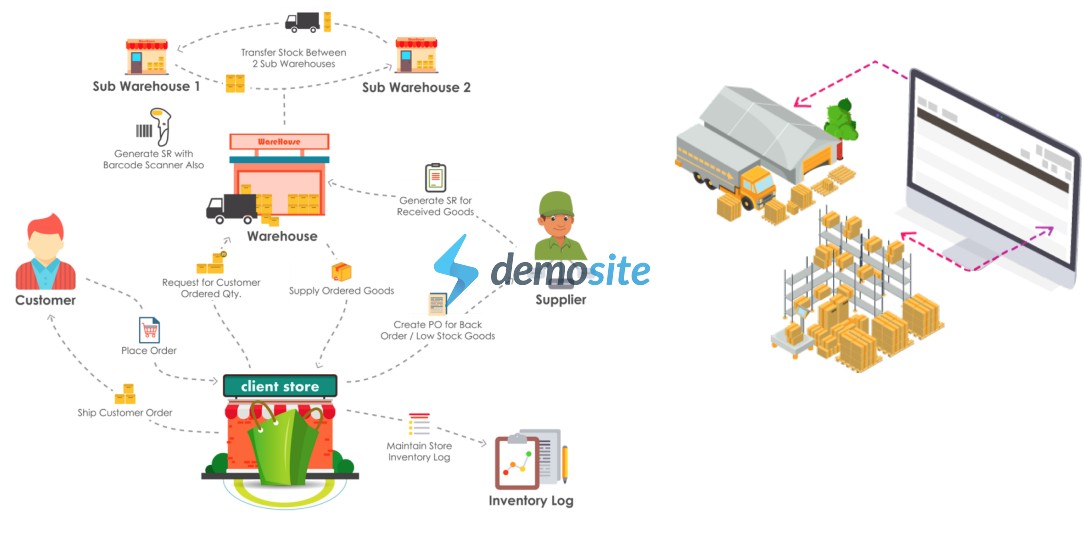 Transfer Stock Between
2 Sub Warehouses
Sub Warehouse 1
Sub Warehouse 2
Generate SR with
Barcode Scanner Also
WareHouse
Warehouse
Generate SR for
Received Goods
Customer
Request for Customer
Ordered Qty.
Supply Ordered Goods
demosite
Supplier
Create PO for Back
Order / Low Stock Goods
Place Order
client store
Ship Customer Order
Maintain Store
Inventory Log
Inventory Log